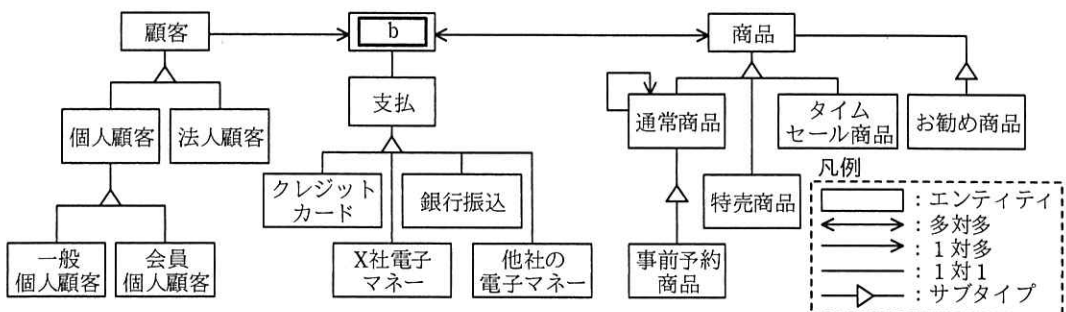 顧客
b
商品
支払
個人顧客
法人顧客
通常商品
タイム
セール商品
お勧め商品
クレジット
カード
銀行振込
特売商品
一般
個人顧客
会員
個人顧客
X社電子
マネー
他社の
電子マネー
事前予約
商品
凡例
:エンティティ
:多対多
:1対多
:1対1
:サブタイプ